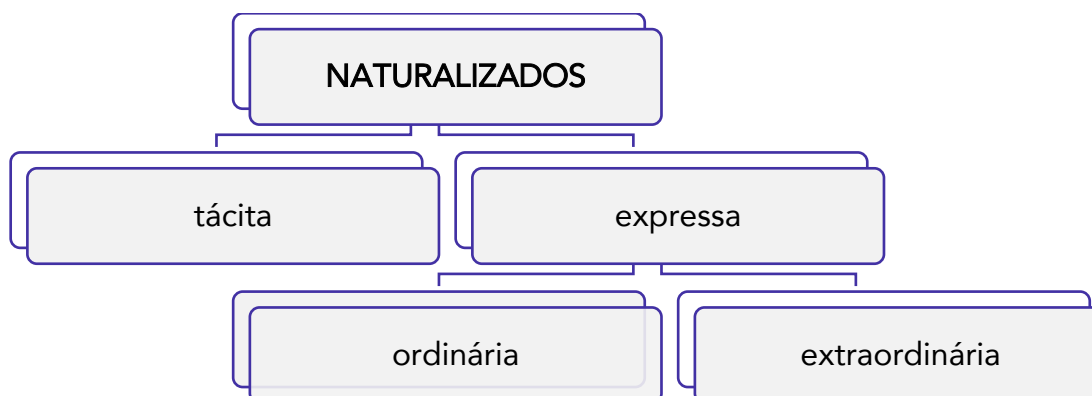 NATURALIZADOS
tácita
expressa
ordinária
extraordinária